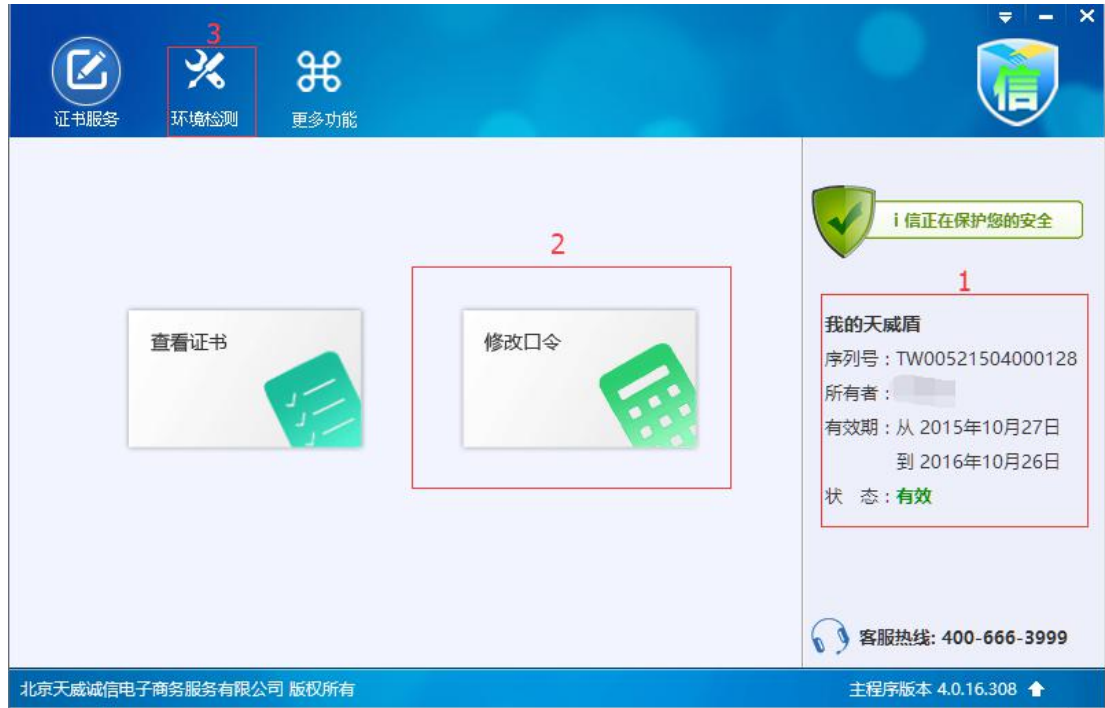 3
证书服务
环境检测
更多功能
信
i 信正在保护您的安全
2
1
查看证书
修改口令
我的天威盾
序列号：TW00521504000128
所有者：
有效期：从 2015年10月27日
到 2016年10月26日
状 态：有效
客服热线: 400-666-3999
北京天威诚信电子商务服务有限公司 版权所有
主程序版本 4.0.16.308